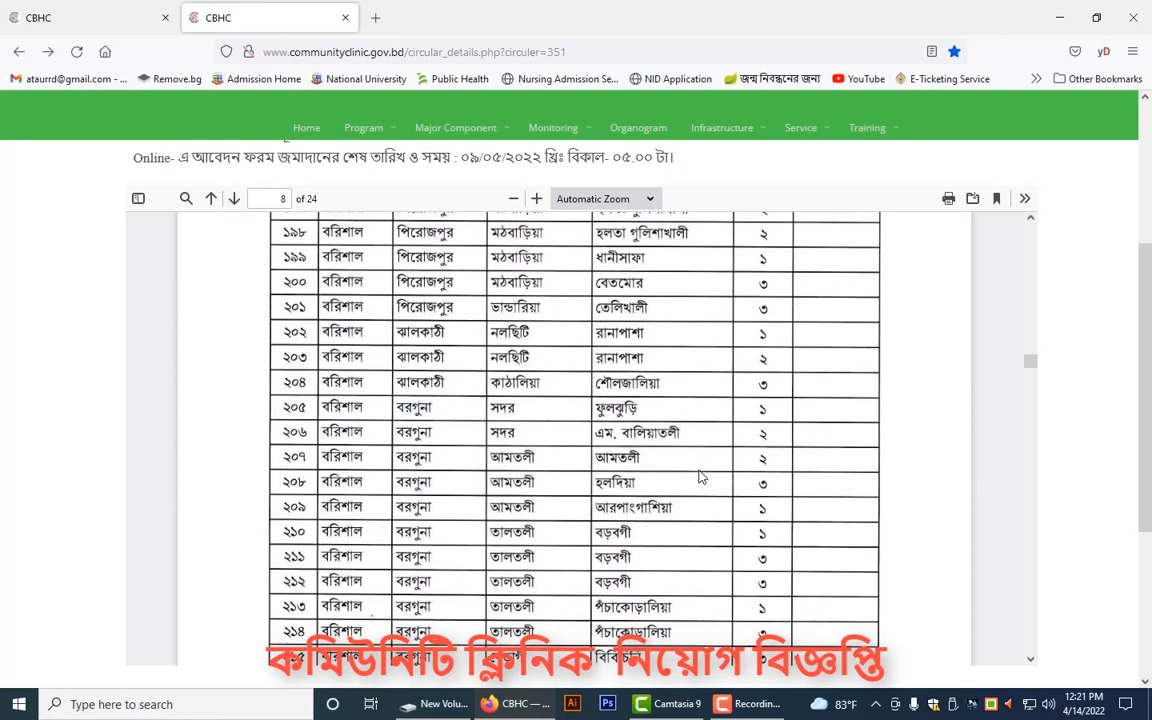 CBHC
CBHC
www.communityclinic.gov.bd/circular_details.php?circuler=351
ataurrd@gmail.com -... Remove.bg Admission Home National University Public Health Nursing Admission Se... NID Application জন্ম নিবন্ধনের জন্য YouTube E-Ticketing Service Other Bookmarks
Home Program Major Component Monitoring Organogram Infrastructure Service Training
Online- এ আবেদন ফরম জমাদানের শেষ তারিখ ও সময় : ০৯/০৫/২০২২ খ্রিঃ বিকাল- ০৫.০০ টা।
8 of 24 Automatic Zoom
১৯৮ বরিশাল পিরোজপুর মঠবাড়িয়া হলতা গুলিশাখালী ২
১৯৯ বরিশাল পিরোজপুর মঠবাড়িয়া ধানীসাফা ১
২০০ বরিশাল পিরোজপুর মঠবাড়িয়া বেতমোর ৩
২০১ বরিশাল পিরোজপুর ভান্ডারিয়া তেলিখালী ৩
২০২ বরিশাল ঝালকাঠী নলছিটি রানাপাশা ১
২০৩ বরিশাল ঝালকাঠী নলছিটি রানাপাশা ২
২০৪ বরিশাল ঝালকাঠী কাঠালিয়া শৌলজালিয়া ৩
২০৫ বরিশাল বরগুনা সদর ফুলঝুড়ি ১
২০৬ বরিশাল বরগুনা সদর এম. বালিয়াতলী ২
২০৭ বরিশাল বরগুনা আমতলী আমতলী ২
২০৮ বরিশাল বরগুনা আমতলী হলদিয়া ৩
২০৯ বরিশাল বরগুনা আমতলী আরপাংগাশিয়া ১
২১০ বরিশাল বরগুনা তালতলী বড়বগী ১
২১১ বরিশাল বরগুনা তালতলী বড়বগী ৩
২১২ বরিশাল বরগুনা তালতলী বড়বগী ৩
২১৩ বরিশাল বরগুনা তালতলী পঁচাকোড়ালিয়া ১
২১৪ বরিশাল বরগুনা তালতলী পঁচাকোড়ালিয়া ৩
কমিউনিটি ক্লিনিক নিয়োগ বিজ্ঞপ্তি
Type here to search New Volu... CBHC —... Ai Ps Camtasia 9 Recordin... 83°F 12:21 PM
4/14/2022